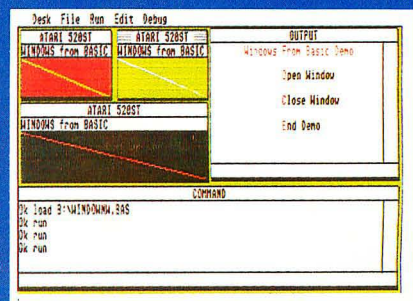 Desk File Run Edit Debug
ATARI 520ST
WINDOWS from BASIC
ATARI 520ST
WINDOWS from BASIC
OUTPUT
Windows From Basic Demo
Open Window
Close Window
End Demo
ATARI 520ST
WINDOWS from BASIC
COMMAND
Ok load B:\WINDOWNW.BAS
Ok run
Ok run
Ok run